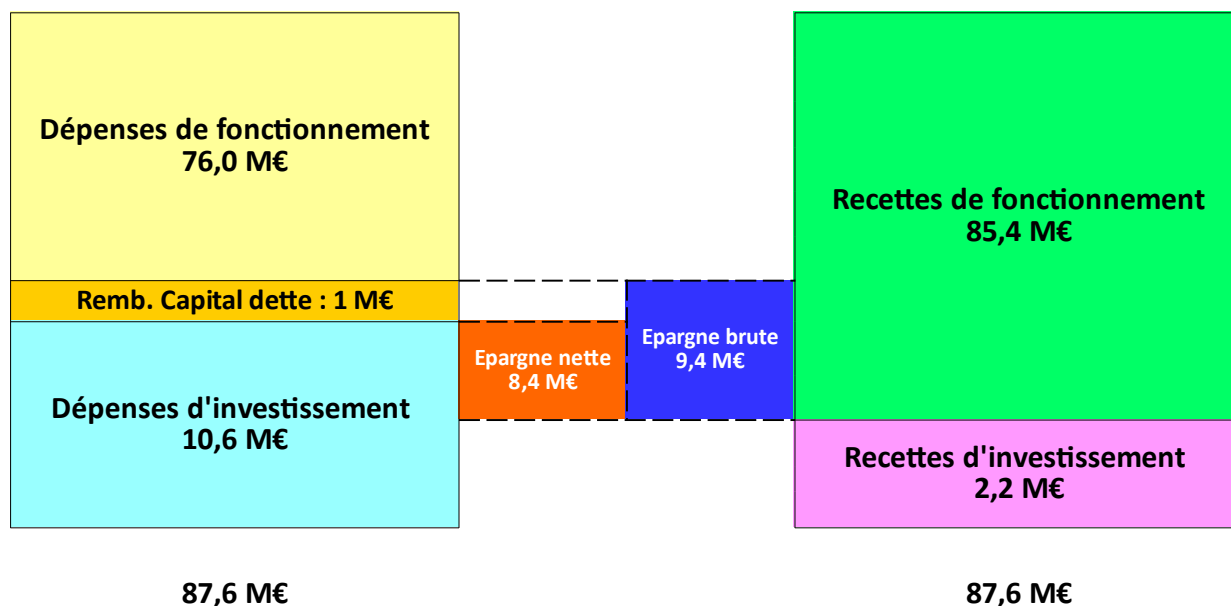 Dépenses de fonctionnement
76,0 M€
Remb. Capital dette : 1 M€
Dépenses d'investissement
10,6 M€
87,6 M€
Epargne nette
8,4 M€
Epargne brute
9,4 M€
Recettes de fonctionnement
85,4 M€
Recettes d'investissement
2,2 M€
87,6 M€